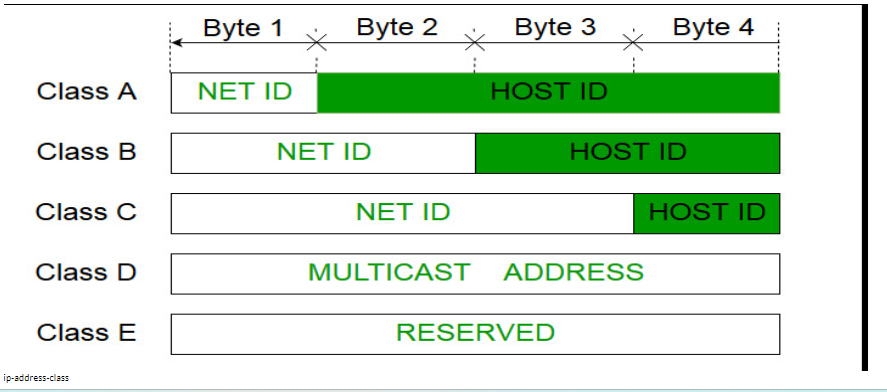 Byte 1 Byte 2 Byte 3 Byte 4
Class A NET ID HOST ID
Class B NET ID HOST ID
Class C NET ID HOST ID
Class D MULTICAST ADDRESS
Class E RESERVED
ip-address-class